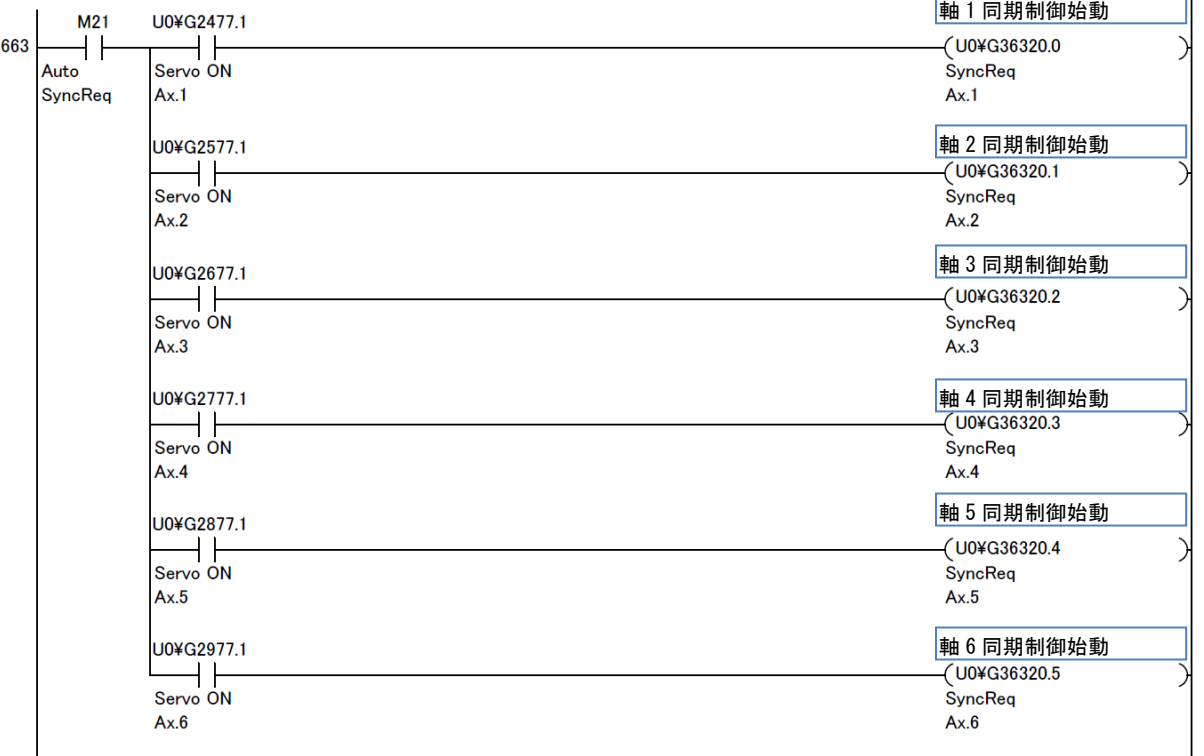 軸 1 同期制御始動
M21 U0¥G2477.1
663 U0¥G36320.0
Auto Servo ON SyncReq
SyncReq Ax.1 Ax.1
U0¥G2577.1 軸 2 同期制御始動
U0¥G36320.1
Servo ON SyncReq
Ax.2 Ax.2
軸 3 同期制御始動
U0¥G2677.1
U0¥G36320.2
Servo ON SyncReq
Ax.3 Ax.3
U0¥G2777.1 軸 4 同期制御始動
U0¥G36320.3
Servo ON SyncReq
Ax.4 Ax.4
軸 5 同期制御始動
U0¥G2877.1
U0¥G36320.4
Servo ON SyncReq
Ax.5 Ax.5
U0¥G2977.1 軸 6 同期制御始動
U0¥G36320.5
Servo ON SyncReq
Ax.6 Ax.6